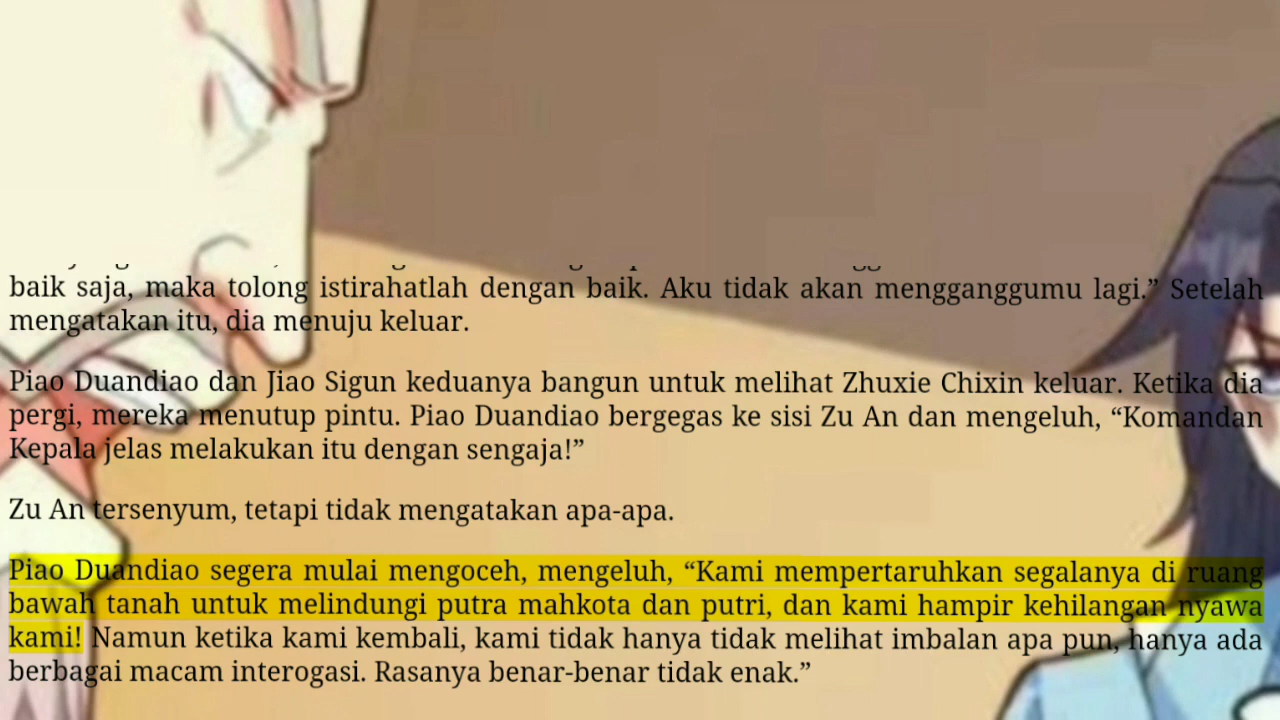 baik saja, maka tolong istirahatlah dengan baik. Aku tidak akan mengganggumu lagi.” Setelah
mengatakan itu, dia menuju keluar.
Piao Duandiao dan Jiao Sigun keduanya bangun untuk melihat Zhuxie Chixin keluar. Ketika dia
pergi, mereka menutup pintu. Piao Duandiao bergegas ke sisi Zu An dan mengeluh, “Komandan
Kepala jelas melakukan itu dengan sengaja!”
Zu An tersenyum, tetapi tidak mengatakan apa-apa.
Piao Duandiao segera mulai mengoceh, mengeluh, “Kami mempertaruhkan segalanya di ruang
bawah tanah untuk melindungi putra mahkota dan putri, dan kami hampir kehilangan nyawa
kami! Namun ketika kami kembali, kami tidak hanya tidak melihat imbalan apa pun, hanya ada
berbagai macam interogasi. Rasanya benar-benar tidak enak.”